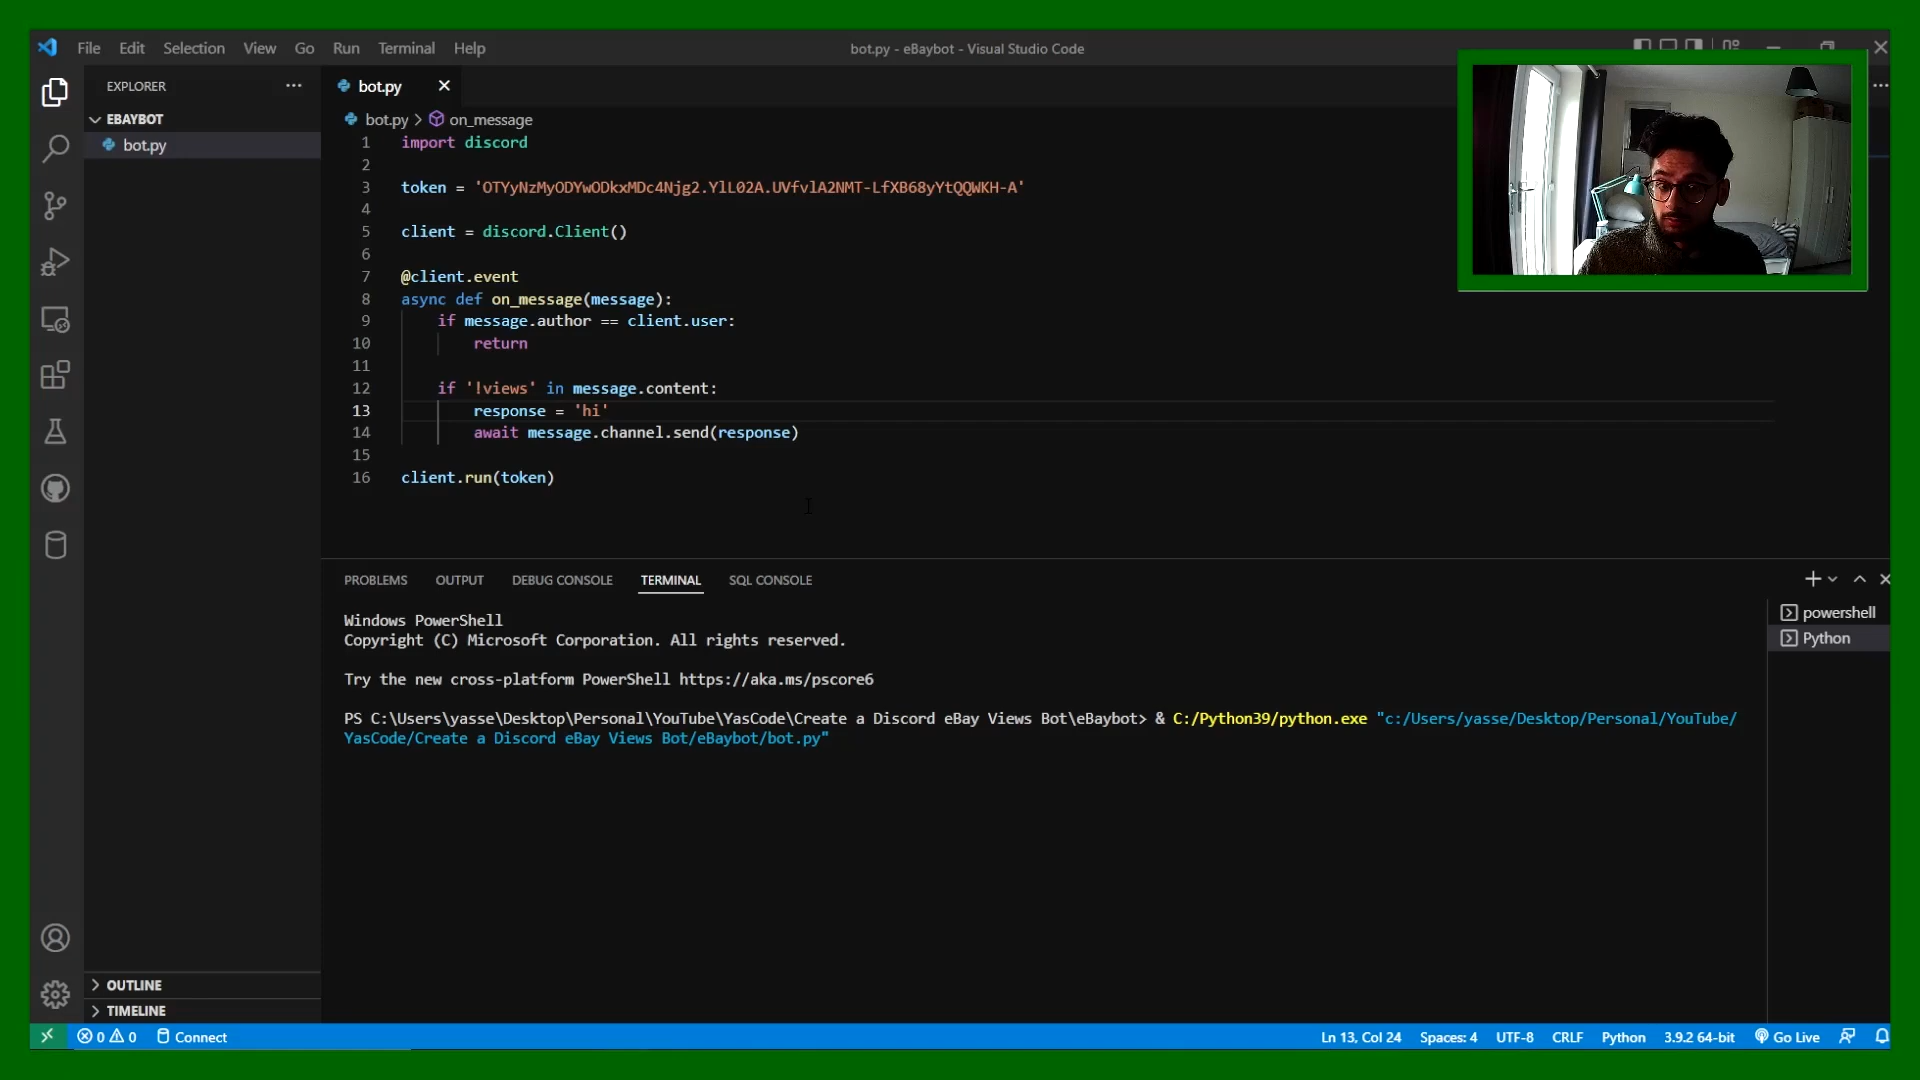 File Edit Selection View Go Run Terminal Help
bot.py - eBaybot - Visual Studio Code
EXPLORER
EBAYBOT
bot.py
bot.py
bot.py > on_message
1 import discord
2
3 token = 'OTYyNzMyODYwODkxMDc4Njg2.YlL02A.UVfvlA2NMT-LfXB68yYtQQWKH-A'
4
5 client = discord.Client()
6
7 @client.event
8 async def on_message(message):
9 if message.author == client.user:
10 return
11
12 if '!views' in message.content:
13 response = 'hi'
14 await message.channel.send(response)
15
16 client.run(token)
PROBLEMS OUTPUT DEBUG CONSOLE TERMINAL SQL CONSOLE
powershell
Python
Windows PowerShell
Copyright (C) Microsoft Corporation. All rights reserved.
Try the new cross-platform PowerShell https://aka.ms/pscore6
PS C:\Users\yasse\Desktop\Personal\YouTube\YasCode\Create a Discord eBay Views Bot\eBaybot> & C:/Python39/python.exe "c:/Users/yasse/Desktop/Personal/YouTube/
YasCode/Create a Discord eBay Views Bot/eBaybot/bot.py"
OUTLINE
TIMELINE
0 0 Connect
Ln 13, Col 24 Spaces: 4 UTF-8 CRLF Python 3.9.2 64-bit Go Live